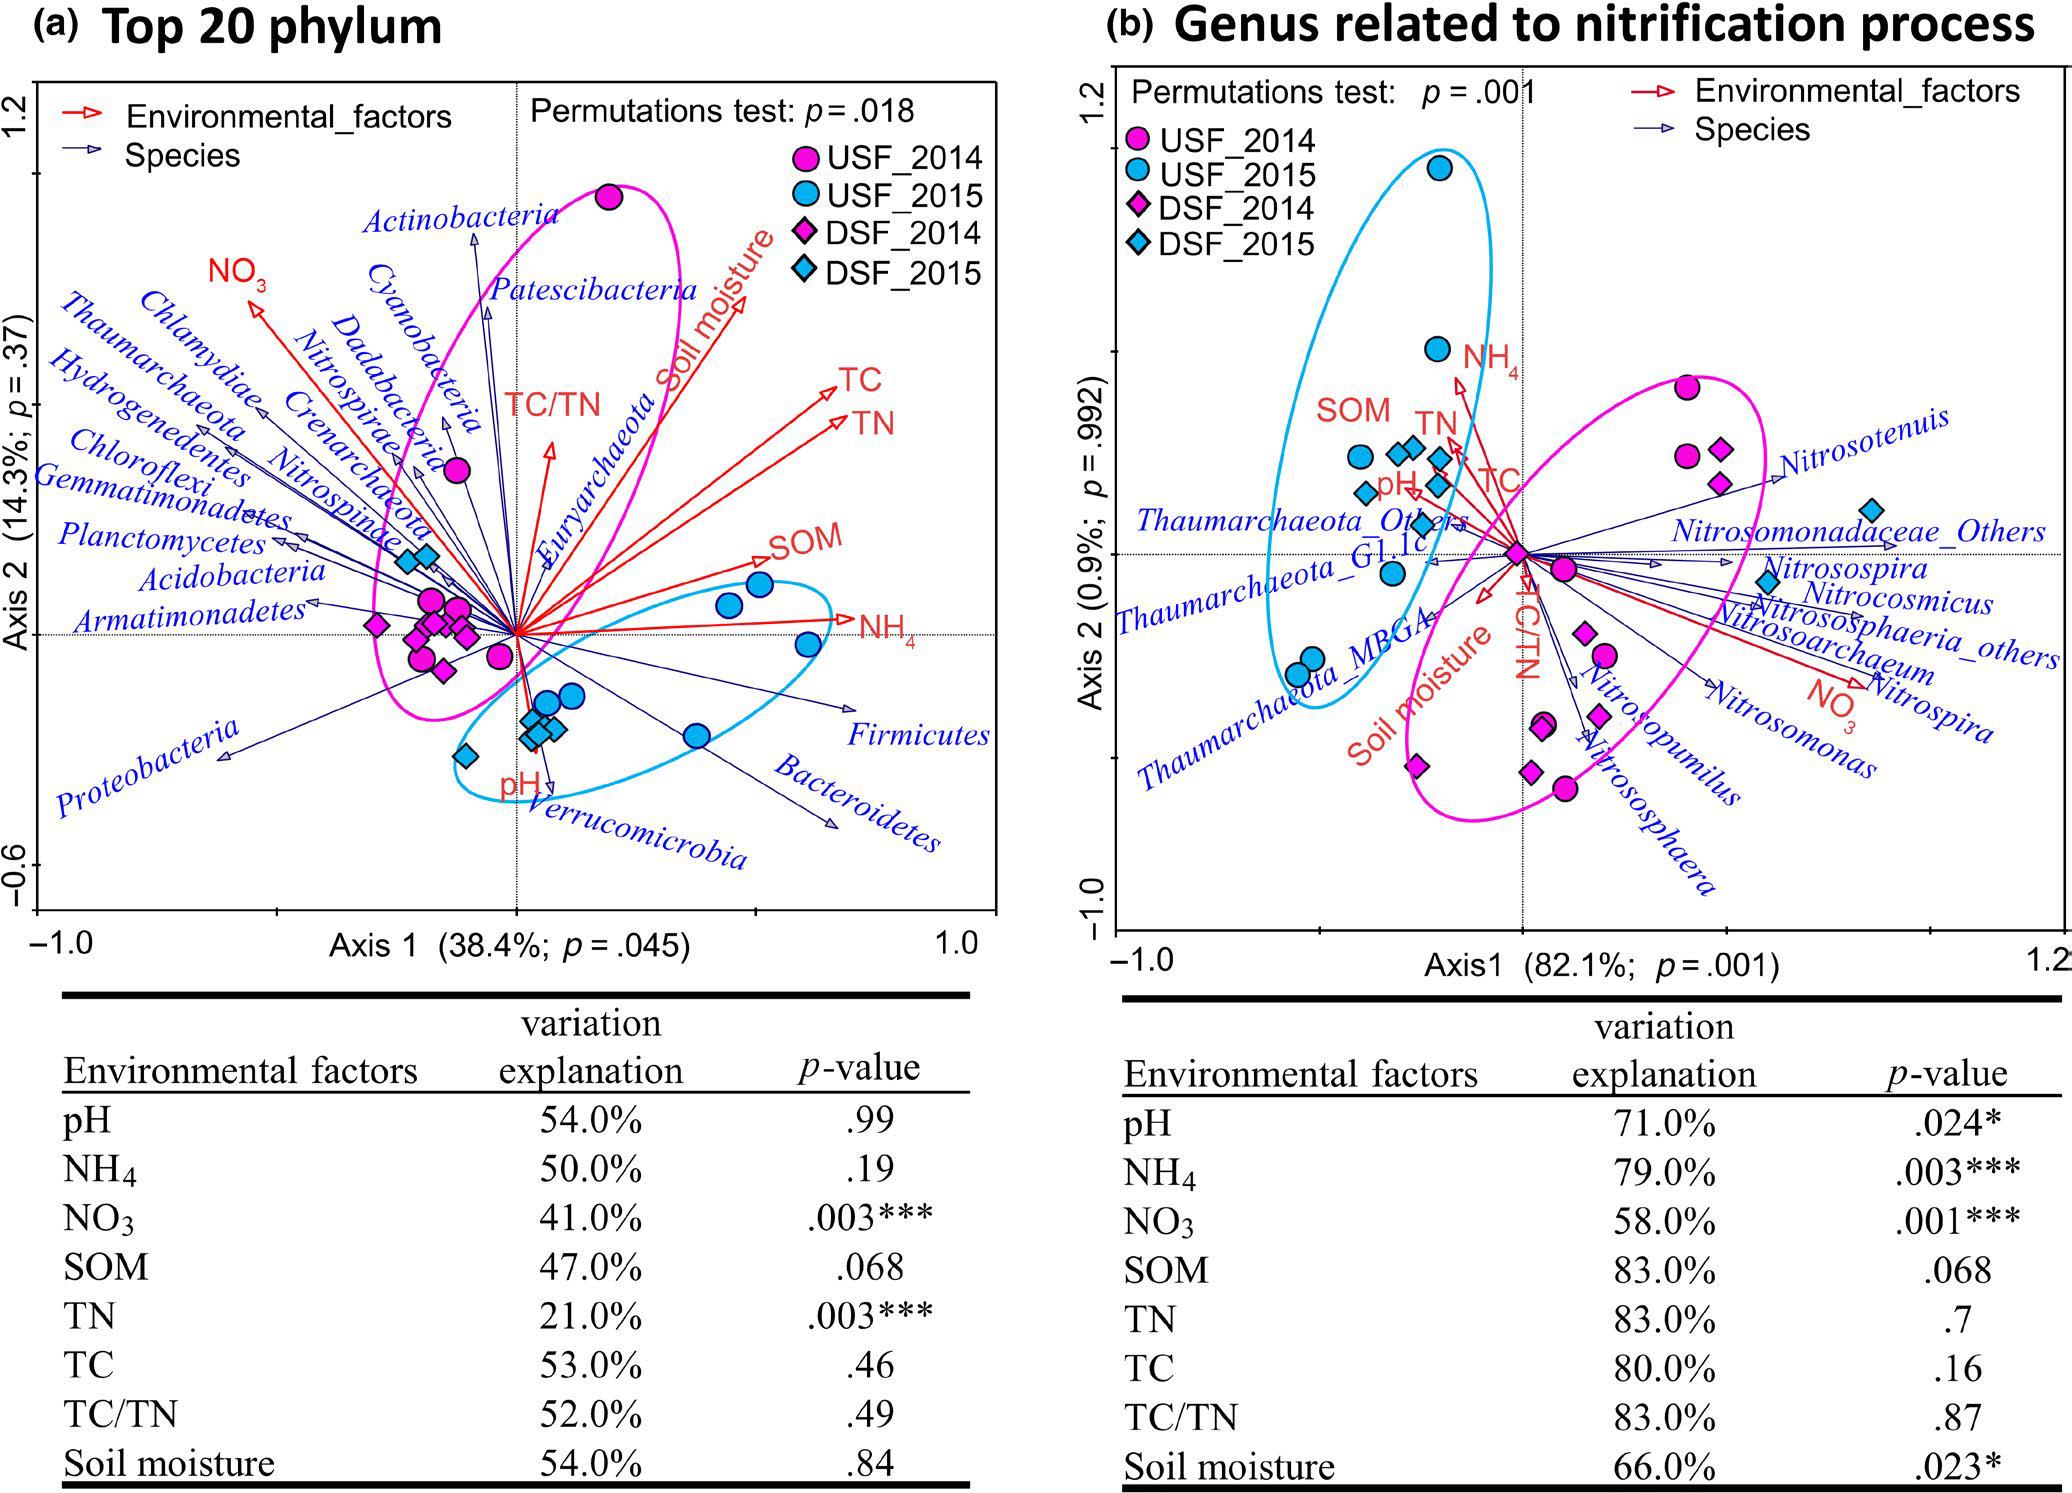 (a) Top 20 phylum
Environmental_factors
Species
Permutations test: p = .018
USF_2014
USF_2015
DSF_2014
DSF_2015
Actinobacteria
Patescibacteria
Cyanobacteria
Dadabacteria
Nitrospirae
NO3
Chlamydiae
Thaumarchaeota
Hydrogenedentes
Crenarchaeota
Chloroflexi
Nitrospinae
Gemmatimonadetes
Planctomycetes
Acidobacteria
Armatimonadetes
Proteobacteria
Euryarchaeota
TC/TN
Soil moisture
TC
TN
SOM
NH4
Firmicutes
Bacteroidetes
Verrucomicrobia
pH
1.2
Axis 2 (14.3%; p = .37)
−0.6
−1.0
Axis 1 (38.4%; p = .045)
1.0
Environmental factors variation explanation p-value
pH 54.0% .99
NH4 50.0% .19
NO3 41.0% .003***
SOM 47.0% .068
TN 21.0% .003***
TC 53.0% .46
TC/TN 52.0% .49
Soil moisture 54.0% .84
(b) Genus related to nitrification process
Permutations test: p = .001
USF_2014
USF_2015
DSF_2014
DSF_2015
Environmental_factors
Species
NH4
SOM
TN
TC
pH
Thaumarchaeota_Others
Thaumarchaeota_G1.1c
Thaumarchaeota_MBGA
Soil moisture
TC/TN
Nitrosotenuis
Nitrosomonadaceae_Others
Nitrosospira
Nitrocosmicus
Nitrososphaeria_others
Nitrosoarchaeum
Nitrospira
NO3
Nitrosomonas
Nitrosopumilus
Nitrososphaera
1.2
Axis 2 (0.9%; p = .992)
−1.0
−1.0
Axis1 (82.1%; p = .001)
1.2
Environmental factors variation explanation p-value
pH 71.0% .024*
NH4 79.0% .003***
NO3 58.0% .001***
SOM 83.0% .068
TN 83.0% .7
TC 80.0% .16
TC/TN 83.0% .87
Soil moisture 66.0% .023*